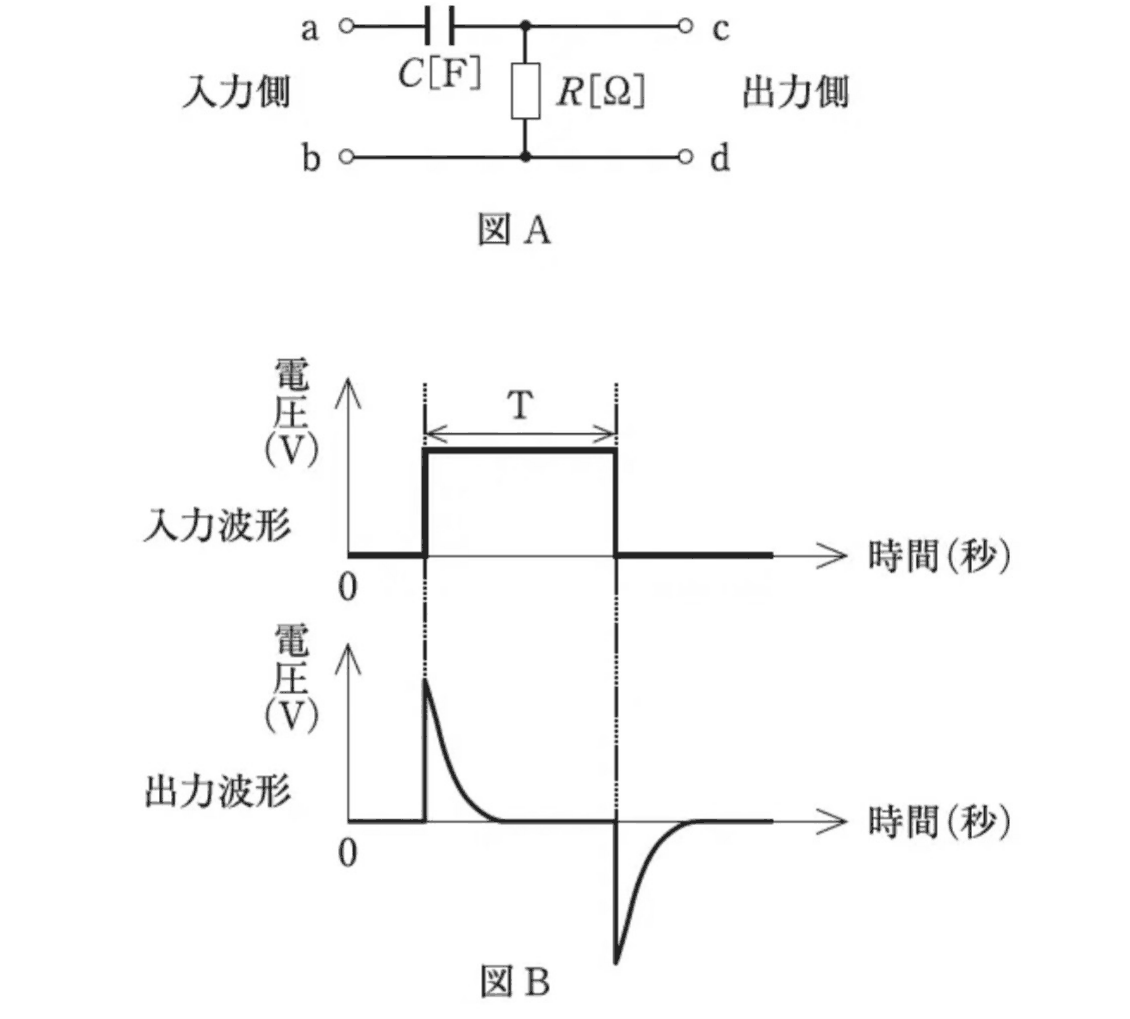 a c
C[F]
入力側 R[Ω] 出力側
b d
図 A
電圧(V)
T
入力波形
時間(秒)
0
電圧(V)
出力波形
時間(秒)
0
図 B